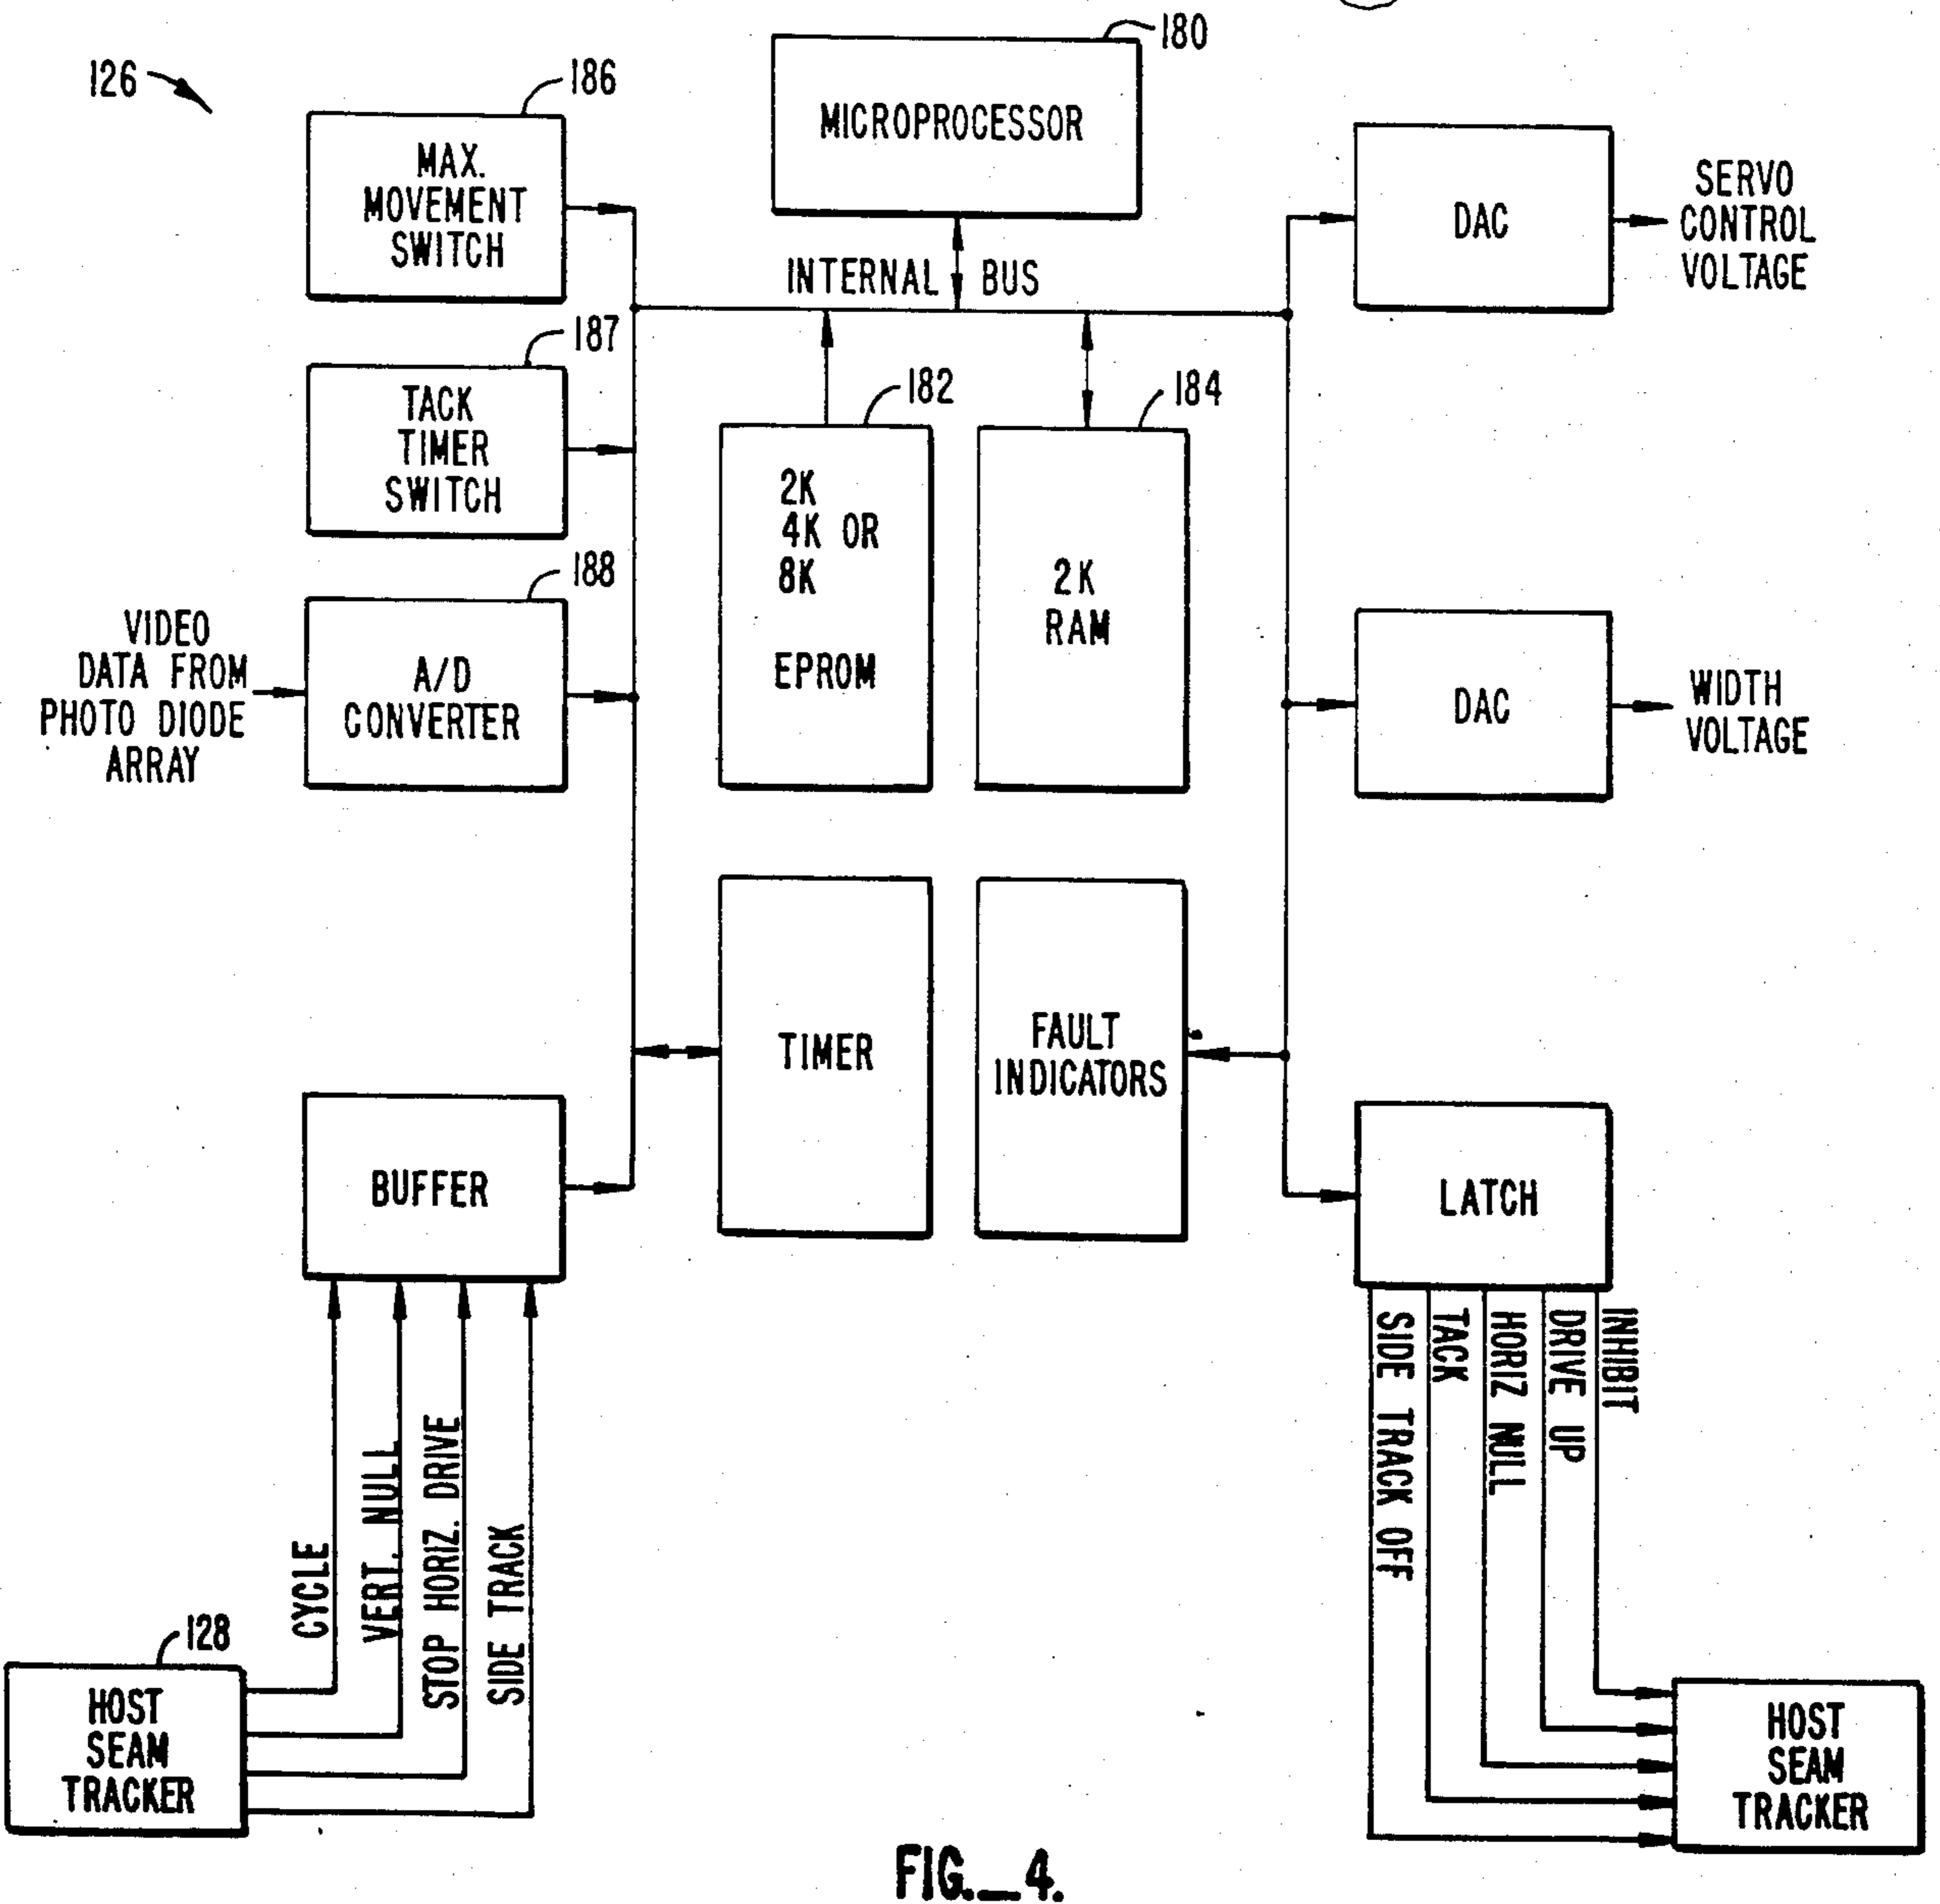 126
186
MAX.
MOVEMENT
SWITCH
180
MICROPROCESSOR
DAC
SERVO
CONTROL
VOLTAGE
INTERNAL BUS
187
TACK
TIMER
SWITCH
182
2K
4K OR
8K
EPROM
184
2K
RAM
VIDEO
DATA FROM
PHOTO DIODE
ARRAY
188
A/D
CONVERTER
DAC
WIDTH
VOLTAGE
TIMER
FAULT
INDICATORS
BUFFER
LATCH
CYCLE
VERT. NULL
STOP HORIZ. DRIVE
SIDE TRACK
SIDE TRACK OFF
TACK
HORIZ NULL
DRIVE UP
INHIBIT
128
HOST
SEAM
TRACKER
HOST
SEAM
TRACKER
FIG._4.